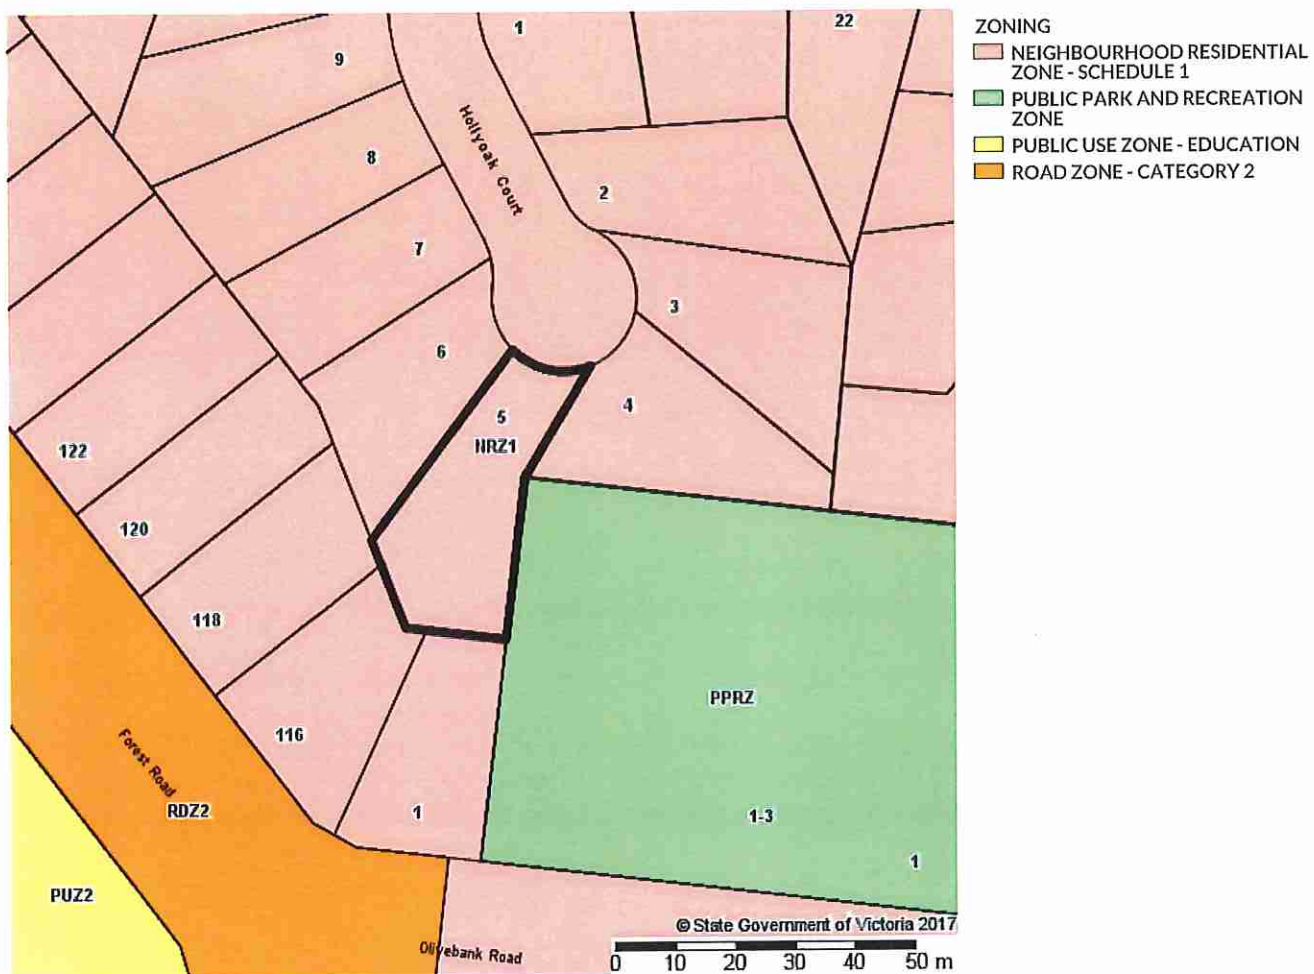 ZONING
NEIGHBOURHOOD RESIDENTIAL
ZONE - SCHEDULE 1
PUBLIC PARK AND RECREATION
ZONE
PUBLIC USE ZONE - EDUCATION
ROAD ZONE - CATEGORY 2
1
22
9
Hollyoak Court
8
2
7
3
6
4
5
NRZ1
122
120
118
PPRZ
116
Forest Road
RDZ2
1
1-3
1
PUZ2
© State Government of Victoria 2017
Olivebank Road
0 10 20 30 40 50 m